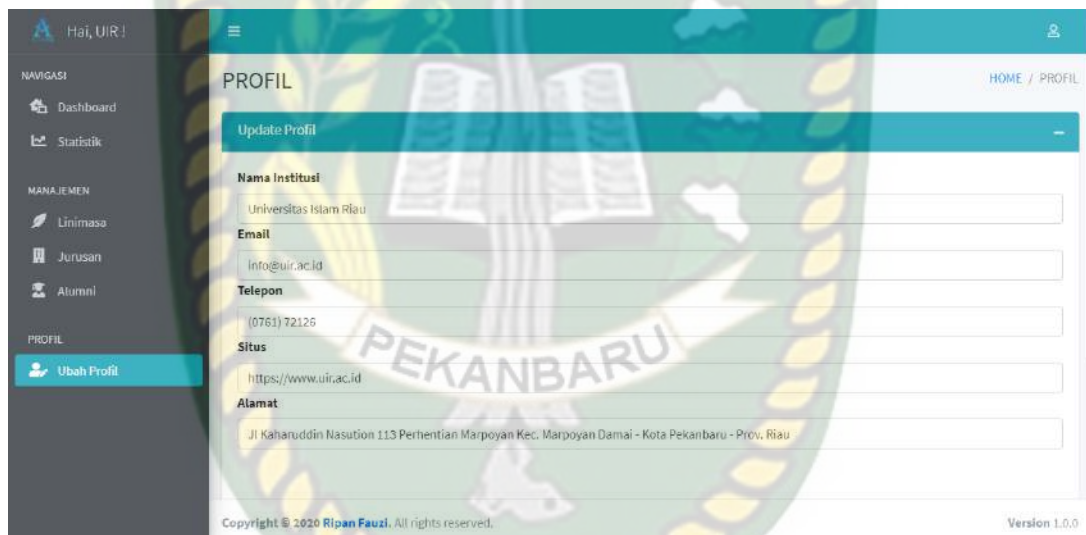 Hai, UIR !
NAVIGASI
Dashboard
Statistik
MANAJEMEN
Linimasa
Jurusan
Alumni
PROFIL
Ubah Profil
PROFIL
HOME / PROFIL
Update Profil
Nama Institusi
Universitas Islam Riau
Email
info@uir.ac.id
Telepon
(0761) 72126
Situs
https://www.uir.ac.id
Alamat
Jl Kaharuddin Nasution 113 Perhentian Marpoyan Kec. Marpoyan Damai - Kota Pekanbaru - Prov. Riau
PEKANBARU
Copyright © 2020 Ripan Fauzi. All rights reserved.
Version 1.0.0